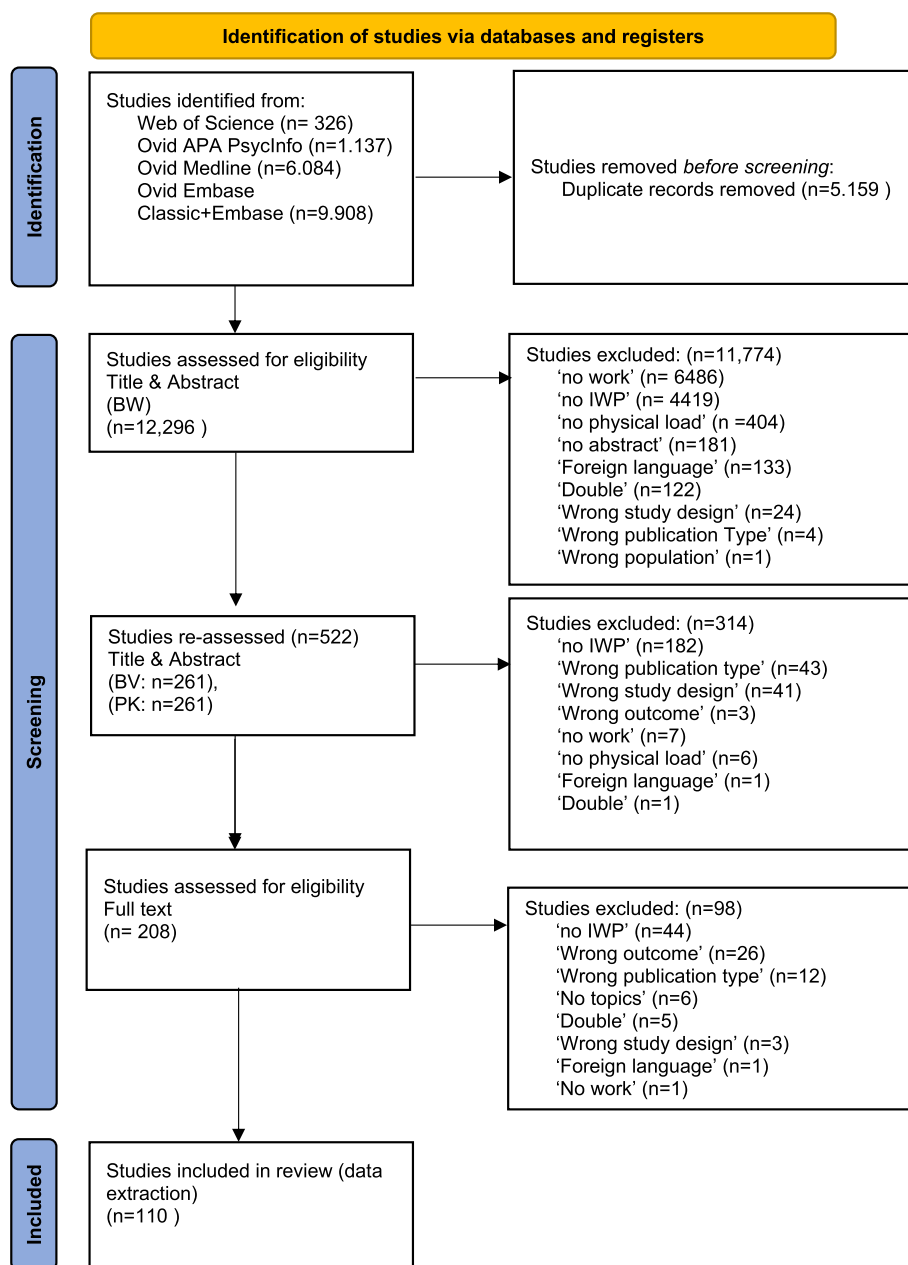 Identification of studies via databases and registers
Identification
Studies identified from:
Web of Science (n= 326)
Ovid APA PsycInfo (n=1.137)
Ovid Medline (n=6.084)
Ovid Embase
Classic+Embase (n=9.908)
Studies removed before screening:
Duplicate records removed (n=5.159 )
Screening
Studies assessed for eligibility
Title & Abstract
(BW)
(n=12,296 )
Studies excluded: (n=11,774)
‘no work’ (n= 6486)
‘no IWP’ (n= 4419)
‘no physical load’ (n =404)
‘no abstract’ (n=181)
‘Foreign language’ (n=133)
‘Double’ (n=122)
‘Wrong study design’ (n=24)
‘Wrong publication Type’ (n=4)
‘Wrong population’ (n=1)
Studies re-assessed (n=522)
Title & Abstract
(BV: n=261),
(PK: n=261)
Studies excluded: (n=314)
‘no IWP’ (n=182)
‘Wrong publication type’ (n=43)
‘Wrong study design’ (n=41)
‘Wrong outcome’ (n=3)
‘no work’ (n=7)
‘no physical load’ (n=6)
‘Foreign language’ (n=1)
‘Double’ (n=1)
Studies assessed for eligibility
Full text
(n= 208)
Studies excluded: (n=98)
‘no IWP’ (n=44)
‘Wrong outcome’ (n=26)
‘Wrong publication type’ (n=12)
‘No topics’ (n=6)
‘Double’ (n=5)
‘Wrong study design’ (n=3)
‘Foreign language’ (n=1)
‘No work’ (n=1)
Included
Studies included in review (data
extraction)
(n=110 )